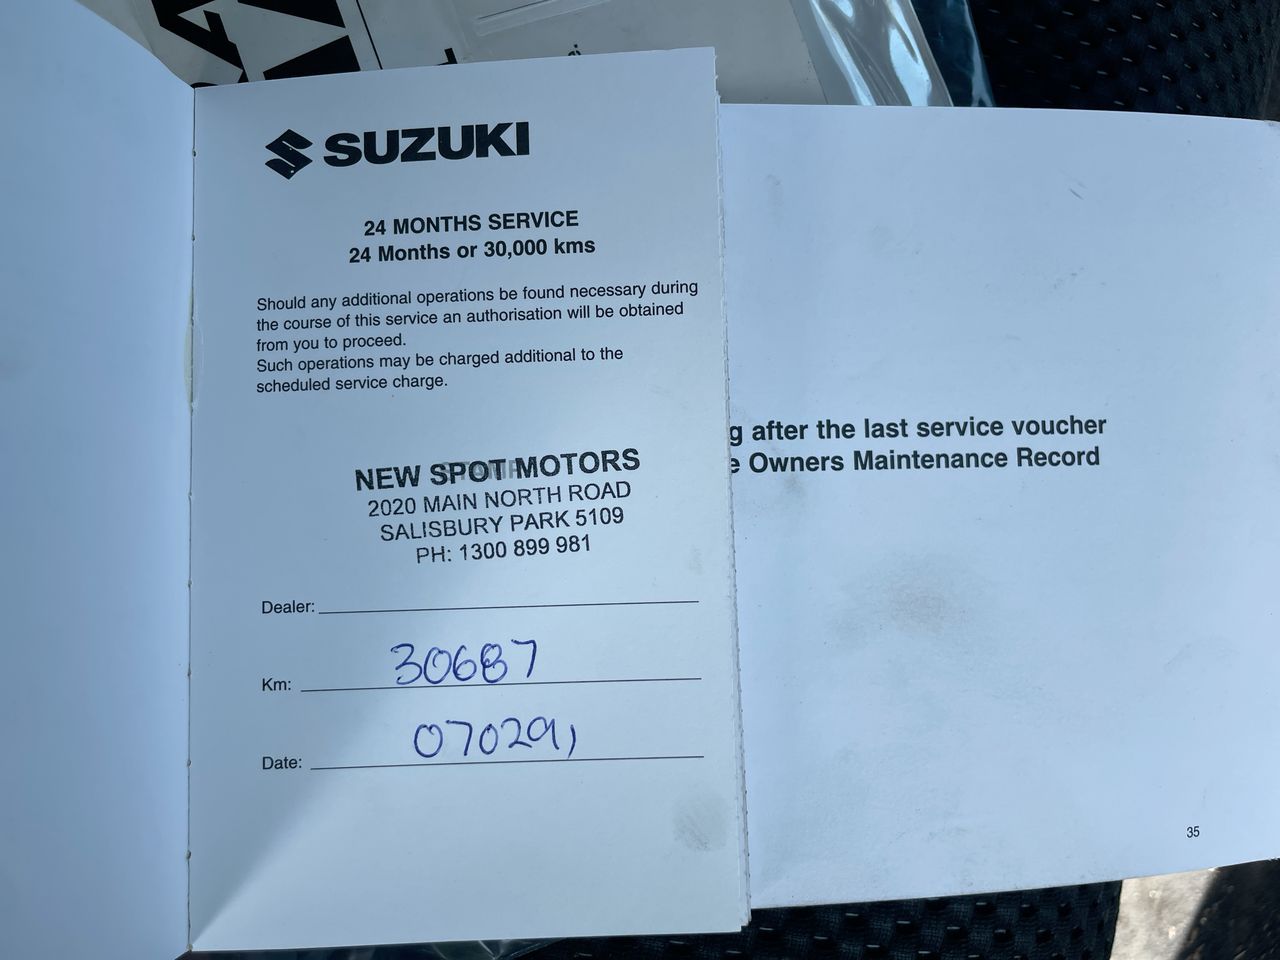 SUZUKI
24 MONTHS SERVICE
24 Months or 30,000 kms
Should any additional operations be found necessary during
the course of this service an authorisation will be obtained
from you to proceed.
Such operations may be charged additional to the
scheduled service charge.
NEW SPOT MOTORS
2020 MAIN NORTH ROAD
SALISBURY PARK 5109
PH: 1300 899 981
Dealer:
Km: 30687
Date:
g after the last service voucher
e Owners Maintenance Record
35